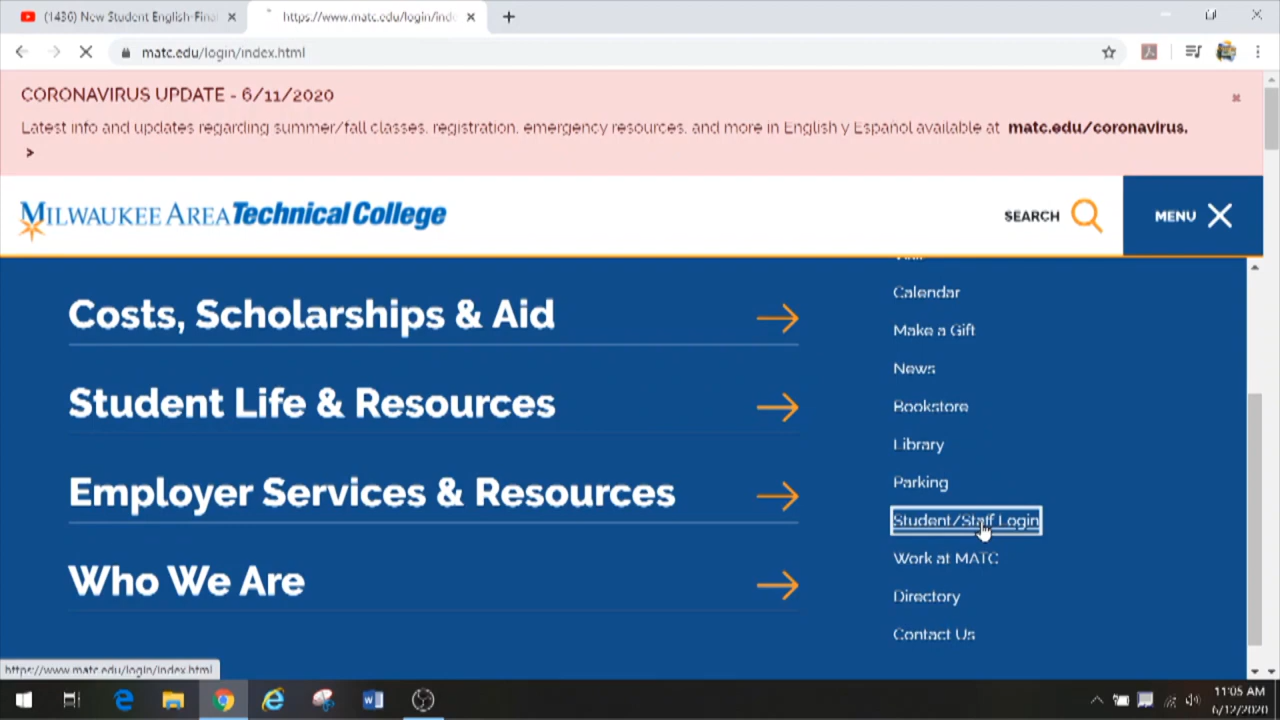 (1436) New Student English-Final
https://www.matc.edu/login/inde
matc.edu/login/index.html
CORONAVIRUS UPDATE - 6/11/2020
Latest info and updates regarding summer/fall classes, registration, emergency resources, and more in English y Español available at matc.edu/coronavirus.
>
MILWAUKEE AREA Technical College
SEARCH
MENU
Calendar
Costs, Scholarships & Aid
Make a Gift
News
Student Life & Resources
Bookstore
Library
Employer Services & Resources
Parking
Student/Staff Login
Work at MATC
Who We Are
Directory
Contact Us
https://www.matc.edu/login/index.html
11:05 AM
6/12/2020